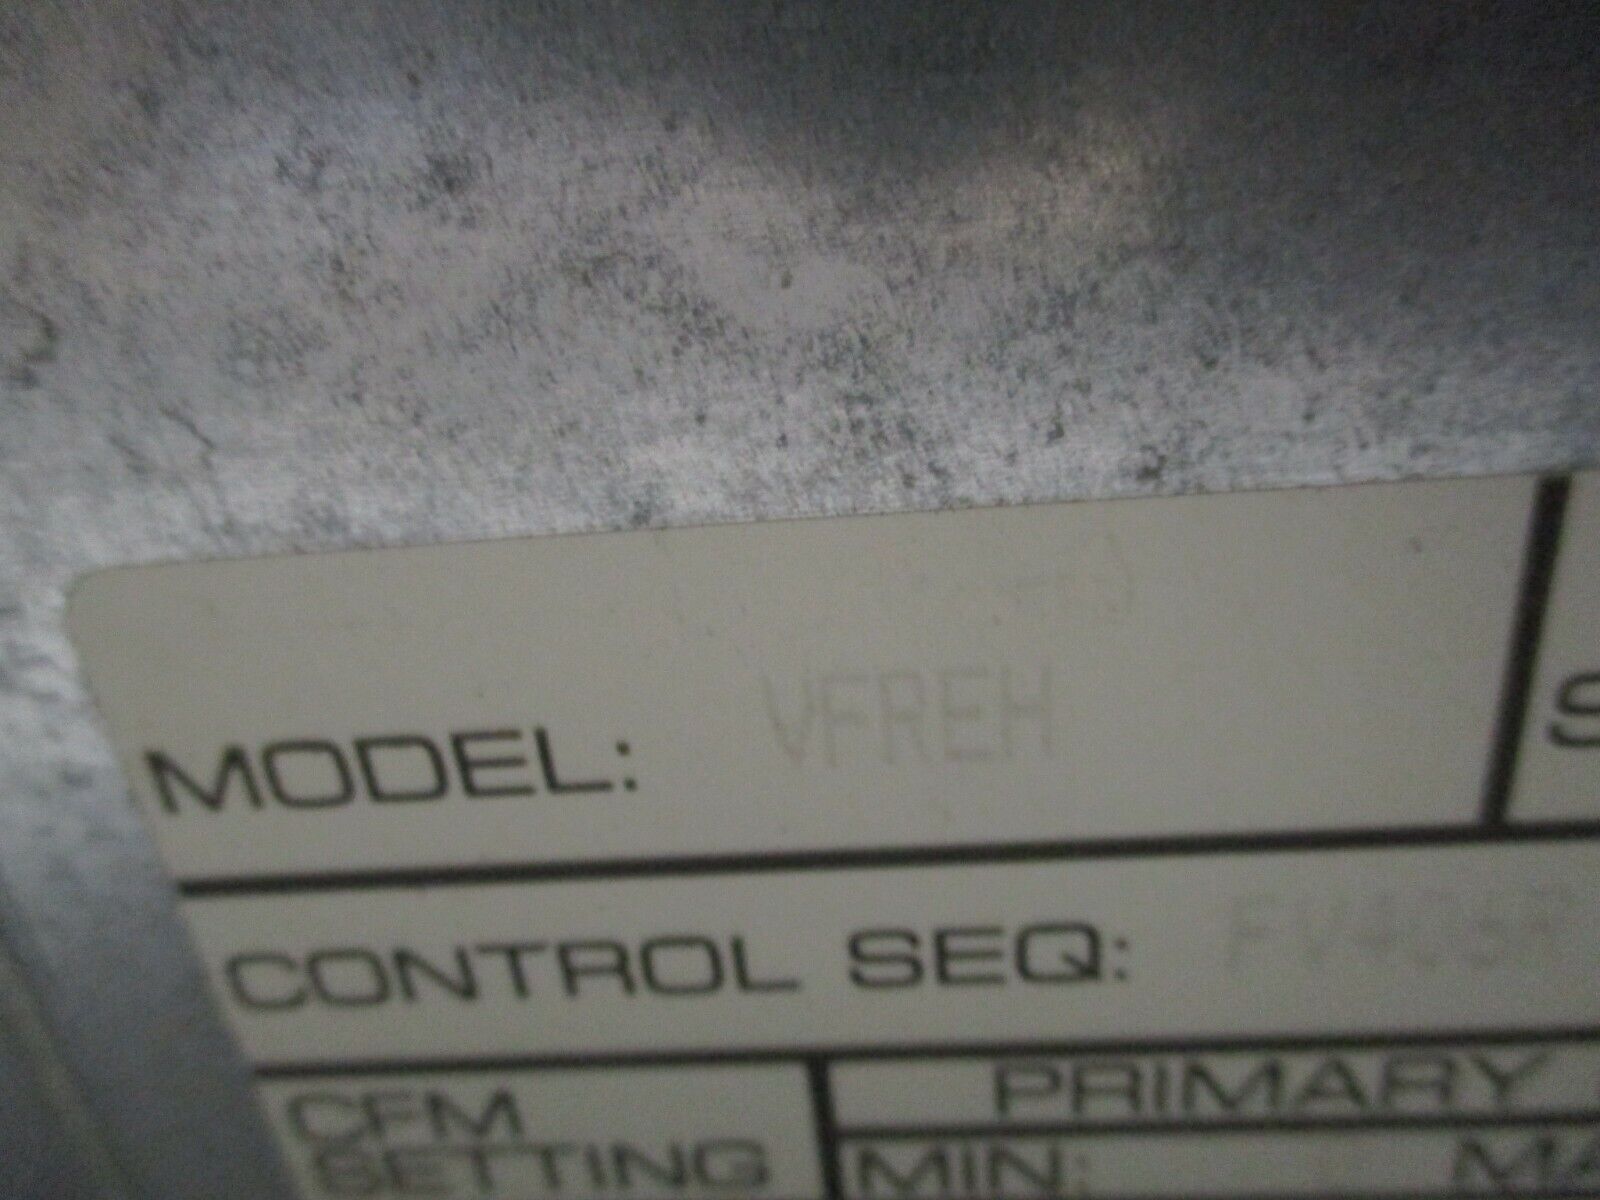 MODEL: VFREH
CONTROL SEQ:
CFM SETTING
PRIMARY
MIN: